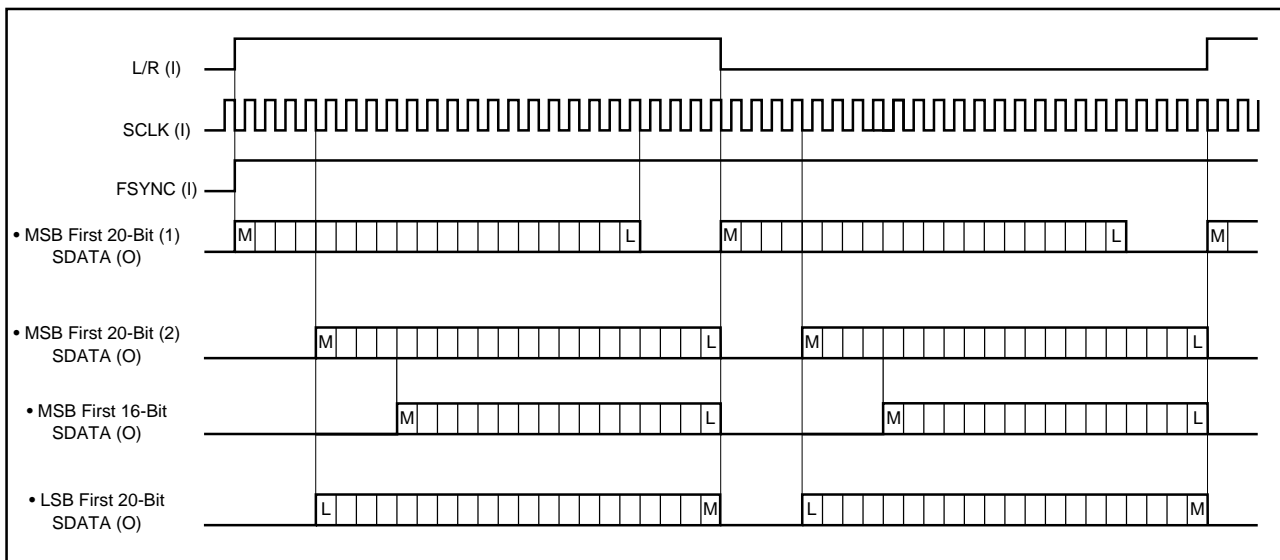 L/R (I)
SCLK (I)
FSYNC (I)
• MSB First 20-Bit (1)
SDATA (O)
M L M L M
• MSB First 20-Bit (2)
SDATA (O)
M L M L
• MSB First 16-Bit
SDATA (O)
M L M L
• LSB First 20-Bit
SDATA (O)
L M L M